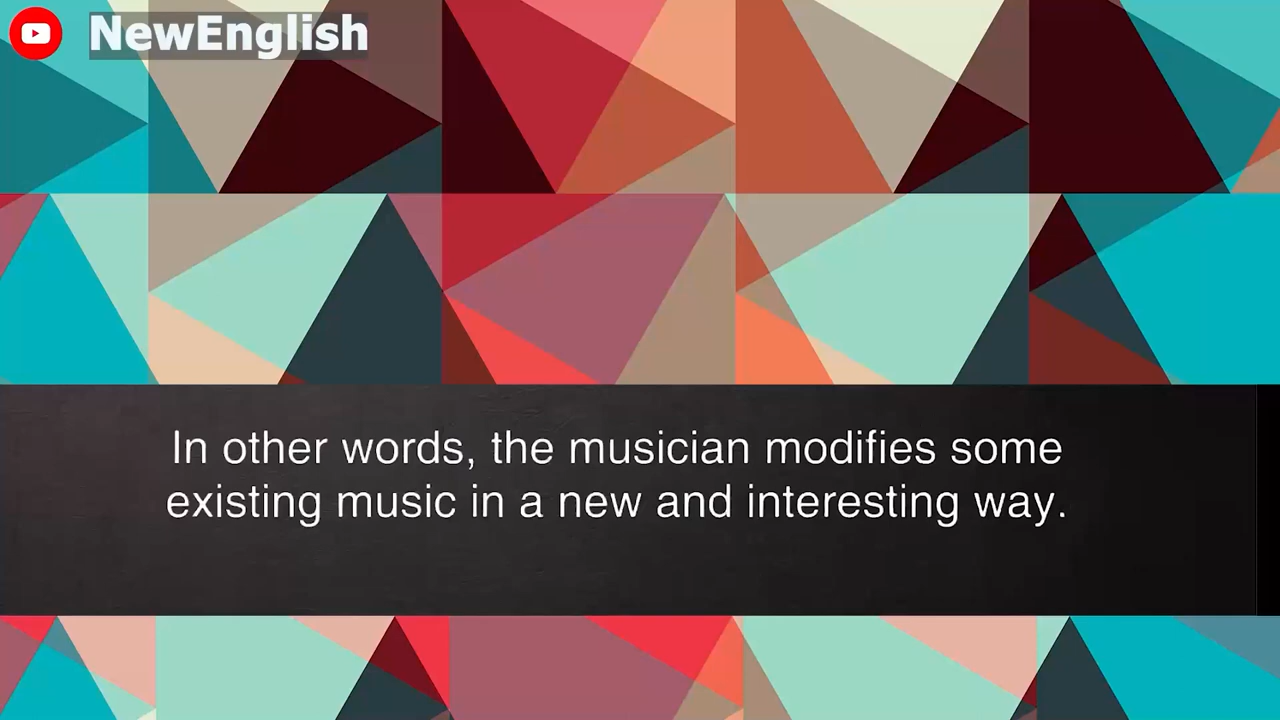 NewEnglish
In other words, the musician modifies some
existing music in a new and interesting way.